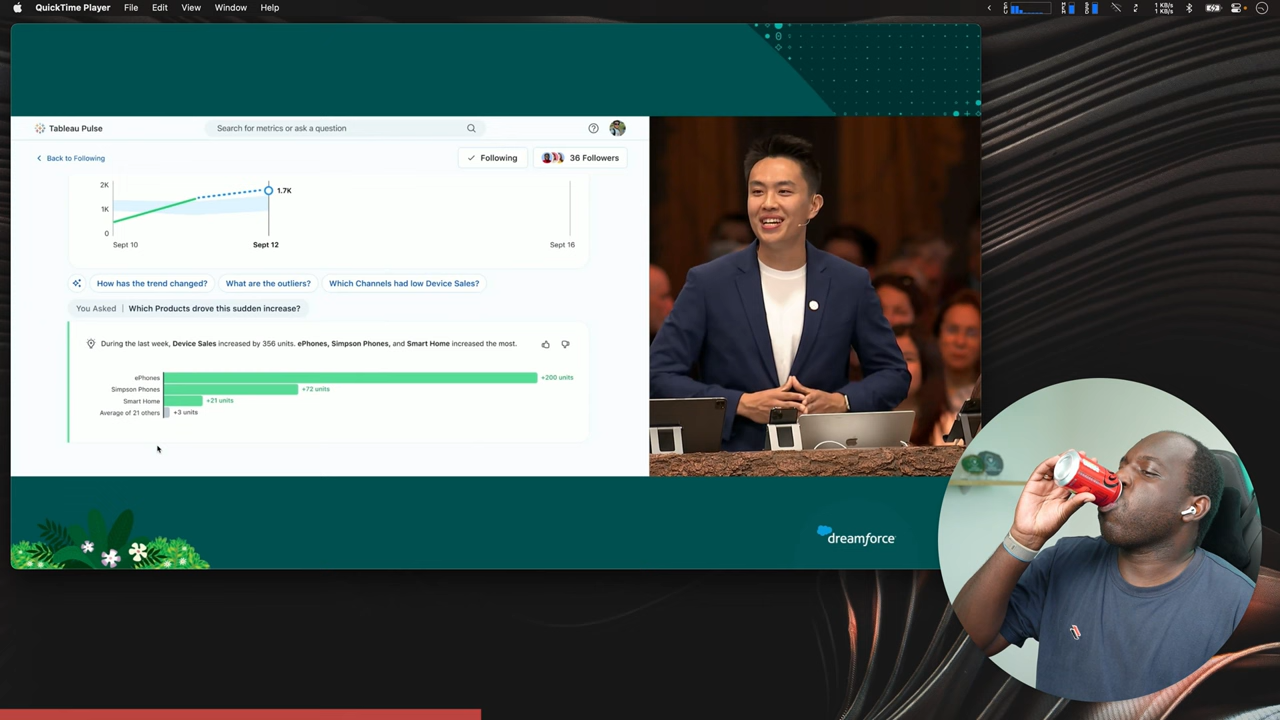 QuickTime Player File Edit View Window Help
1 KB/s
Tableau Pulse
Search for metrics or ask a question
Back to Following
Following
36 Followers
2K
1K
0
1.7K
Sept 10
Sept 12
Sept 16
How has the trend changed?
What are the outliers?
Which Channels had low Device Sales?
You Asked | Which Products drove this sudden increase?
During the last week, Device Sales increased by 356 units. ePhones, Simpson Phones, and Smart Home increased the most.
ePhones +200 units
Simpson Phones +72 units
Smart Home +21 units
Average of 21 others +3 units
dreamforce